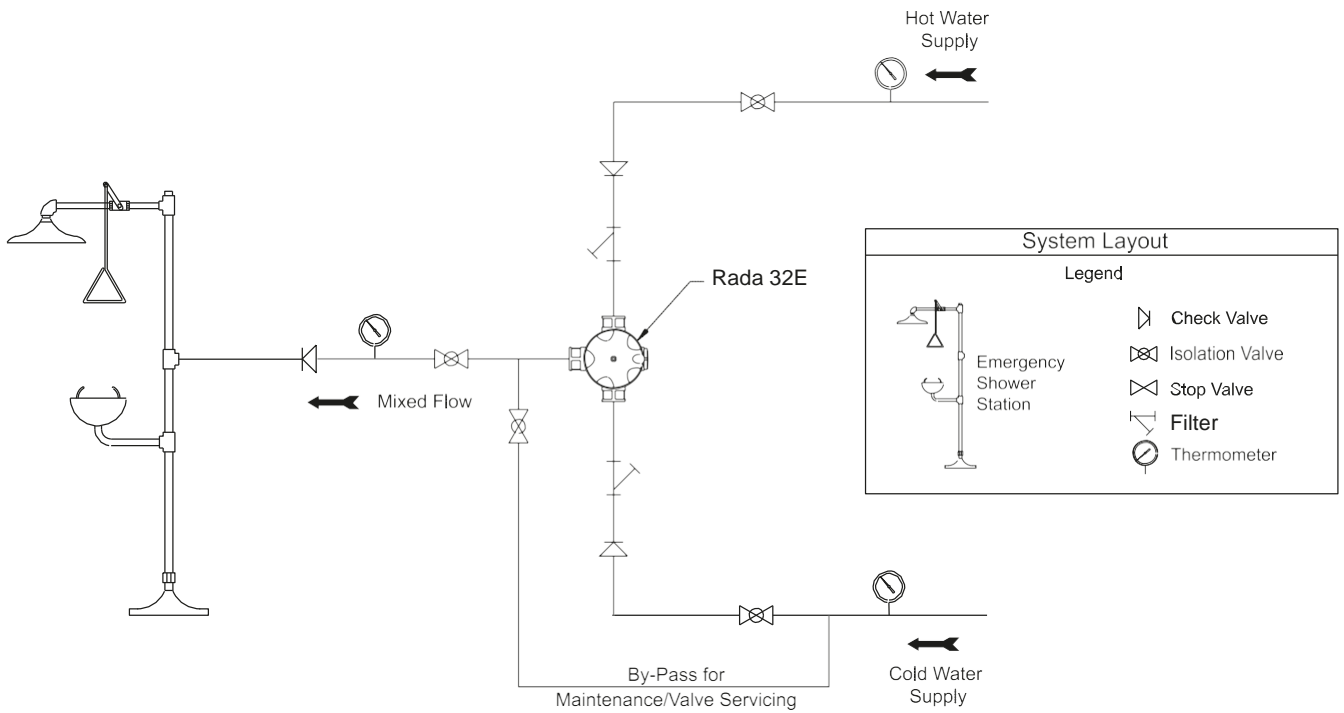 Hot Water
Supply
Rada 32E
Mixed Flow
System Layout
Legend
Emergency
Shower
Station
Check Valve
Isolation Valve
Stop Valve
Filter
Thermometer
By-Pass for
Maintenance/Valve Servicing
Cold Water
Supply